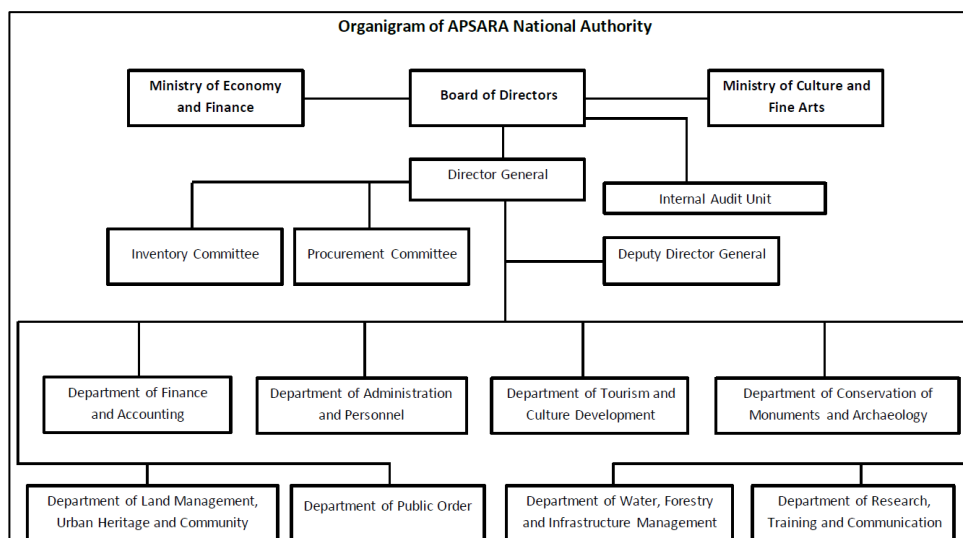 Organigram of APSARA National Authority
Ministry of Economy
and Finance
Board of Directors
Ministry of Culture and
Fine Arts
Director General
Internal Audit Unit
Inventory Committee
Procurement Committee
Deputy Director General
Department of Finance
and Accounting
Department of Administration
and Personnel
Department of Tourism and
Culture Development
Department of Conservation of
Monuments and Archaeology
Department of Land Management,
Urban Heritage and Community
Department of Public Order
Department of Water, Forestry
and Infrastructure Management
Department of Research,
Training and Communication